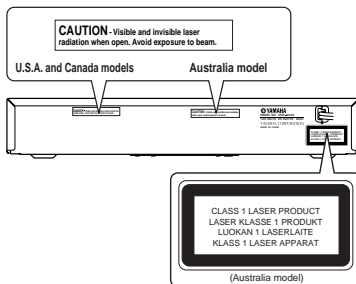 CAUTION - Visible and invisible laser
radiation when open. Avoid exposure to beam.
U.S.A. and Canada models
Australia model
YAMAHA
YAMAHA CORPORATION
CLASS 1 LASER PRODUCT
LASER KLASSE 1 PRODUKT
LUOKAN 1 LASERLAITE
KLASS 1 LASER APPARAT
(Australia model)